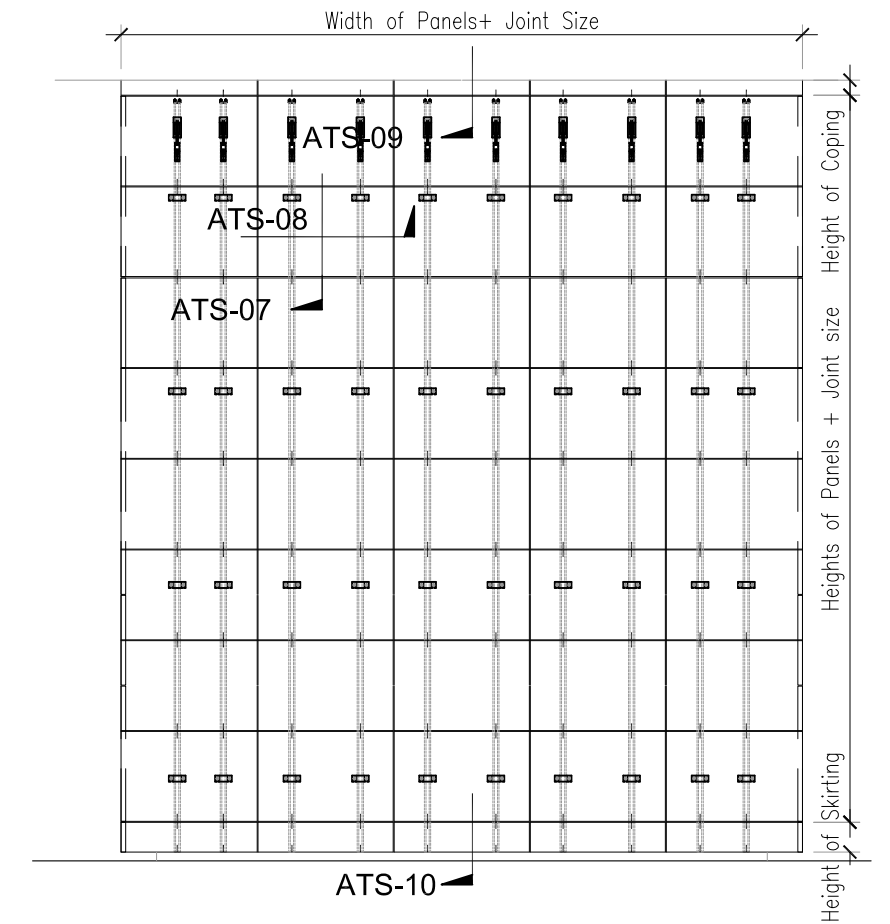 Width of Panels+ Joint Size
ATS-09
ATS-08
ATS-07
ATS-10
Height of Coping
Heights of Panels + Joint size
Height of Skirting